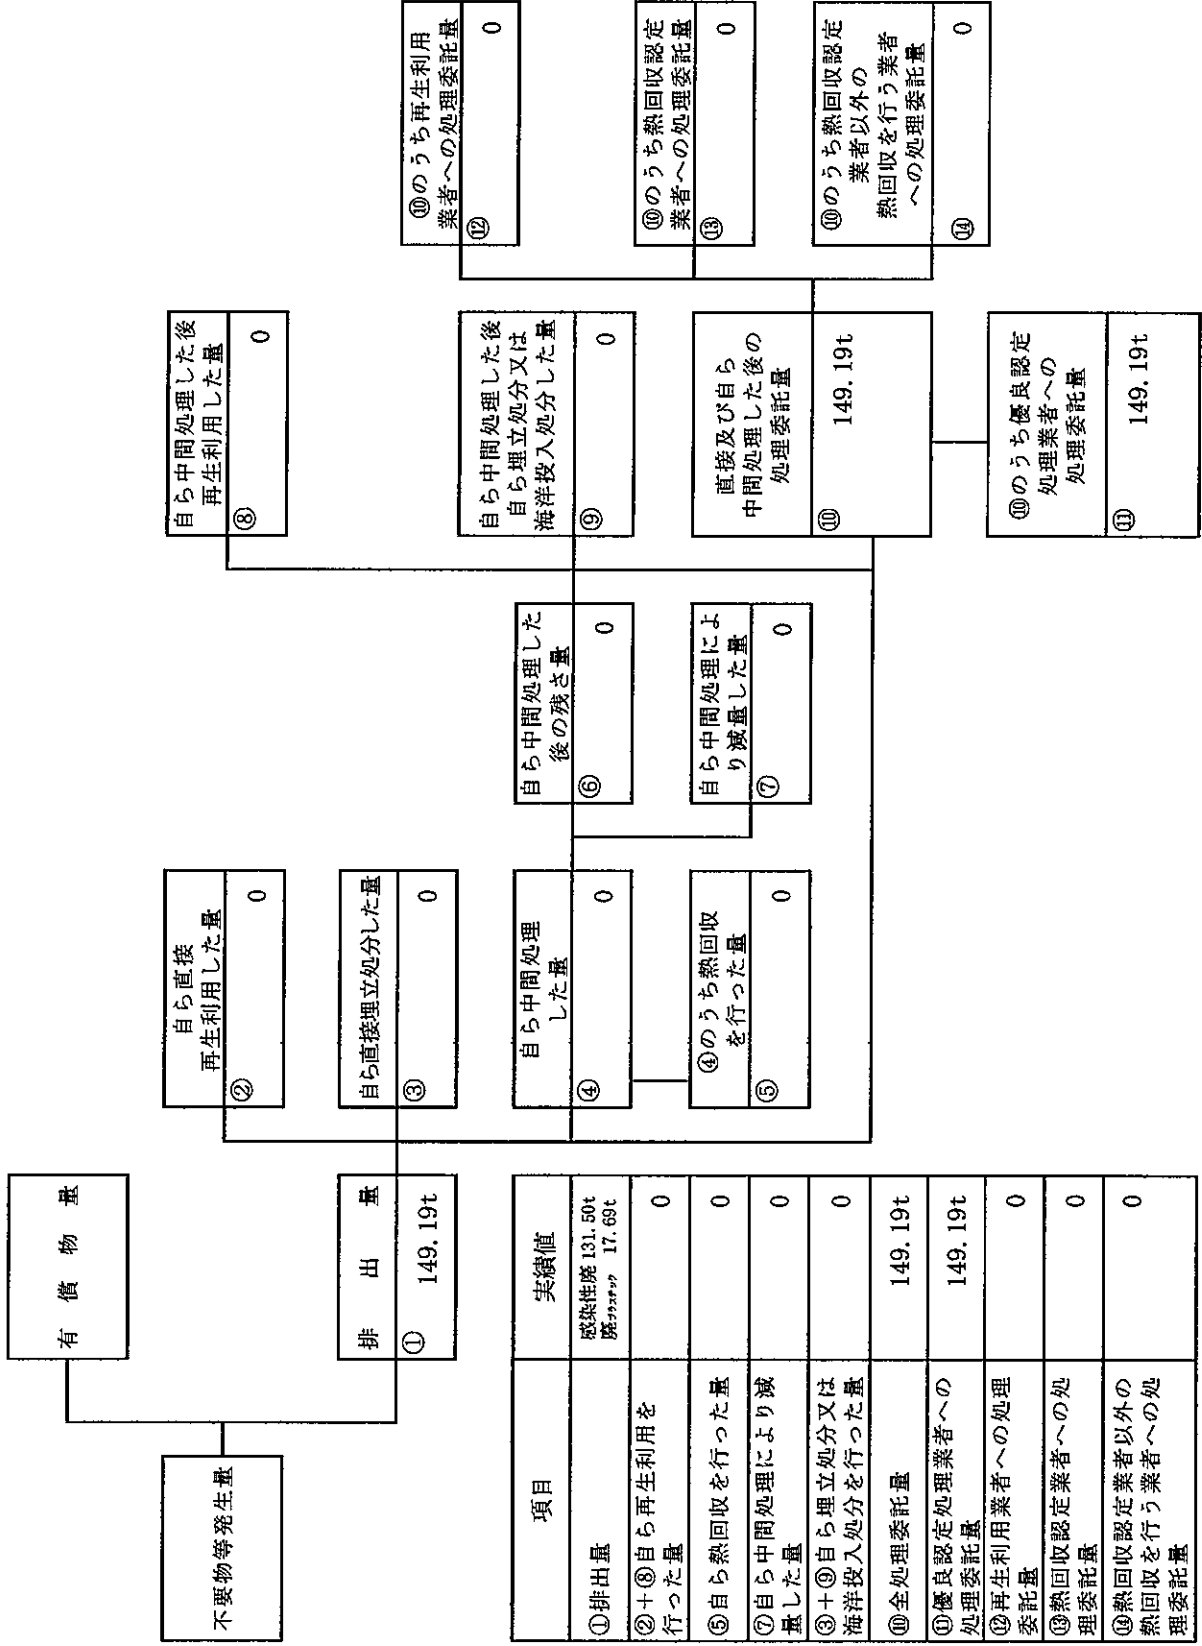 不要物等発生量
有償物量
排出量
① 149.19t
自ら直接
再生利用した量
② 0
自ら直接埋立処分した量
③ 0
自ら中間処理
した量
④ 0
④のうち熱回収
を行った量
⑤ 0
自ら中間処理した
後の残さ量
⑥ 0
自ら中間処理によ
り減量した量
⑦ 0
自ら中間処理した後
再生利用した量
⑧ 0
自ら中間処理した後
自ら埋立処分又は
海洋投入処分した量
⑨ 0
直接及び自ら
中間処理した後の
処理委託量
⑩ 149.19t
⑩のうち優良認定
処理業者への
処理委託量
⑪ 149.19t
⑩のうち再生利用
業者への処理委託量
⑫ 0
⑩のうち熱回収認定
業者への処理委託量
⑬ 0
⑩のうち熱回収認定
業者以外の
熱回収を行う業者
への処理委託量
⑭ 0
項目 実績値
①排出量
感染性廃 131.50t
廃プラスチック 17.69t
②+⑧自ら再生利用を
行った量 0
⑤自ら熱回収を行った量 0
⑦自ら中間処理により減
量した量 0
③+⑨自ら埋立処分又は
海洋投入処分を行った量 0
⑩全処理委託量 149.19t
⑪優良認定処理業者への
処理委託量 149.19t
⑫再生利用業者への処理
委託量 0
⑬熱回収認定業者への処
理委託量 0
⑭熱回収認定業者以外の
熱回収を行う業者への処
理委託量 0